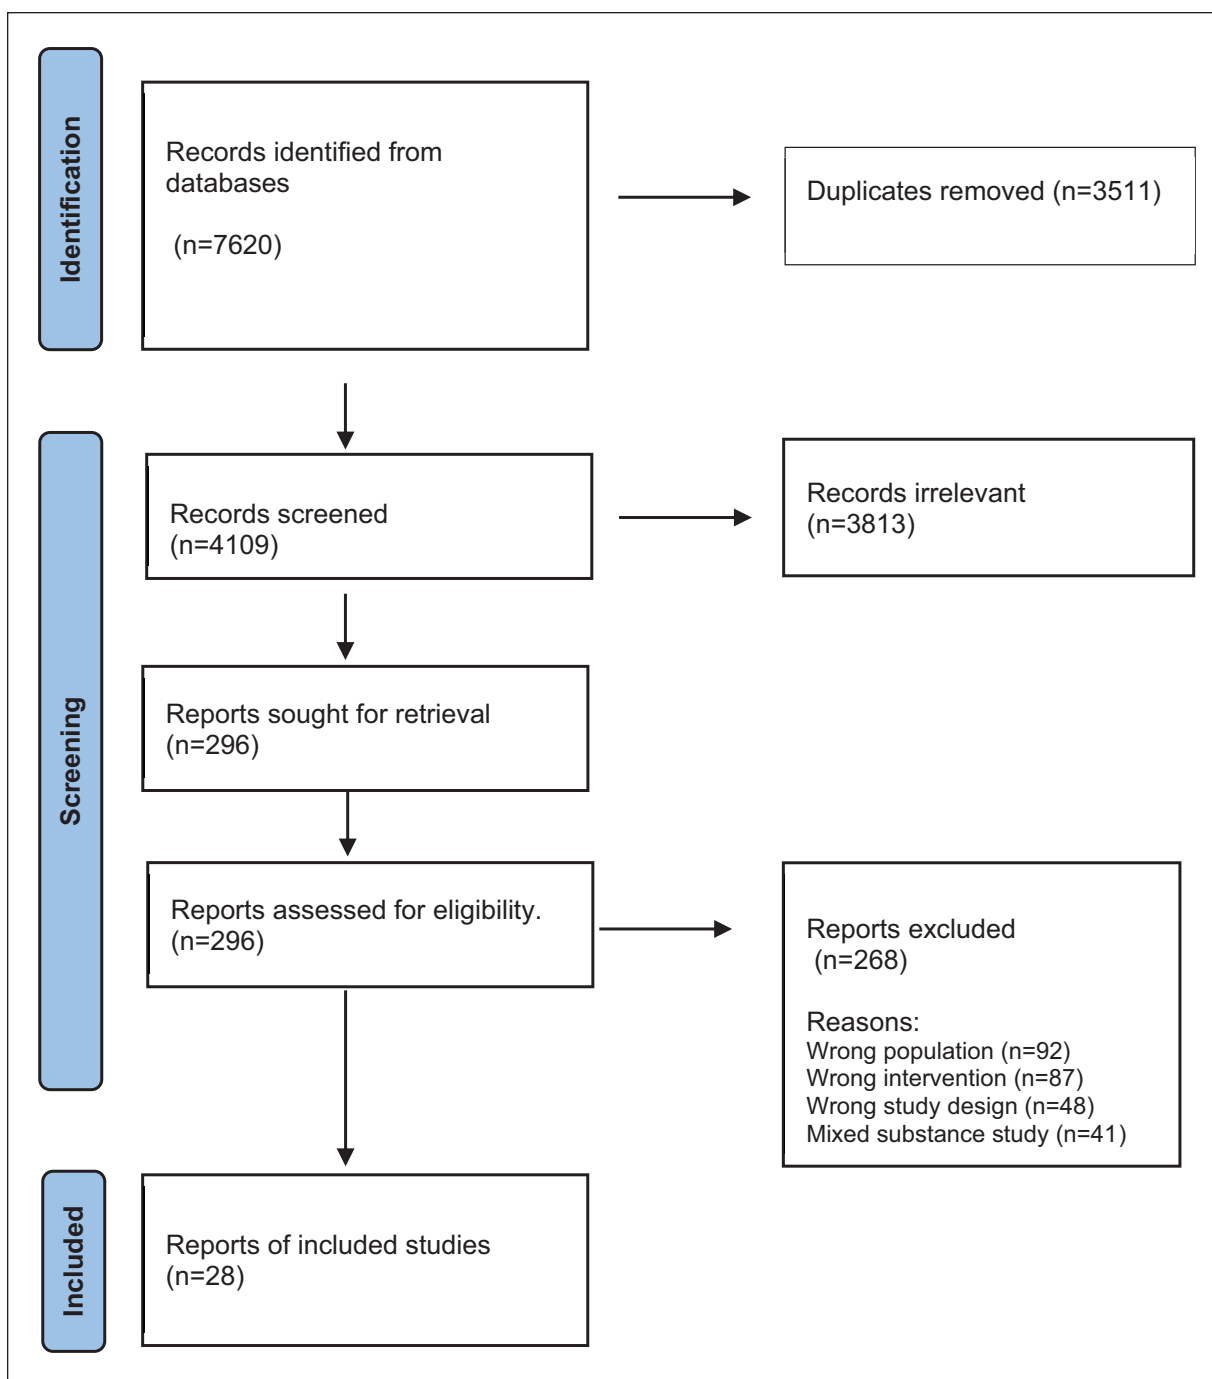 Identification
Records identified from
databases
(n=7620)
Duplicates removed (n=3511)
Screening
Records screened
(n=4109)
Records irrelevant
(n=3813)
Reports sought for retrieval
(n=296)
Reports assessed for eligibility.
(n=296)
Reports excluded
(n=268)
Reasons:
Wrong population (n=92)
Wrong intervention (n=87)
Wrong study design (n=48)
Mixed substance study (n=41)
Included
Reports of included studies
(n=28)